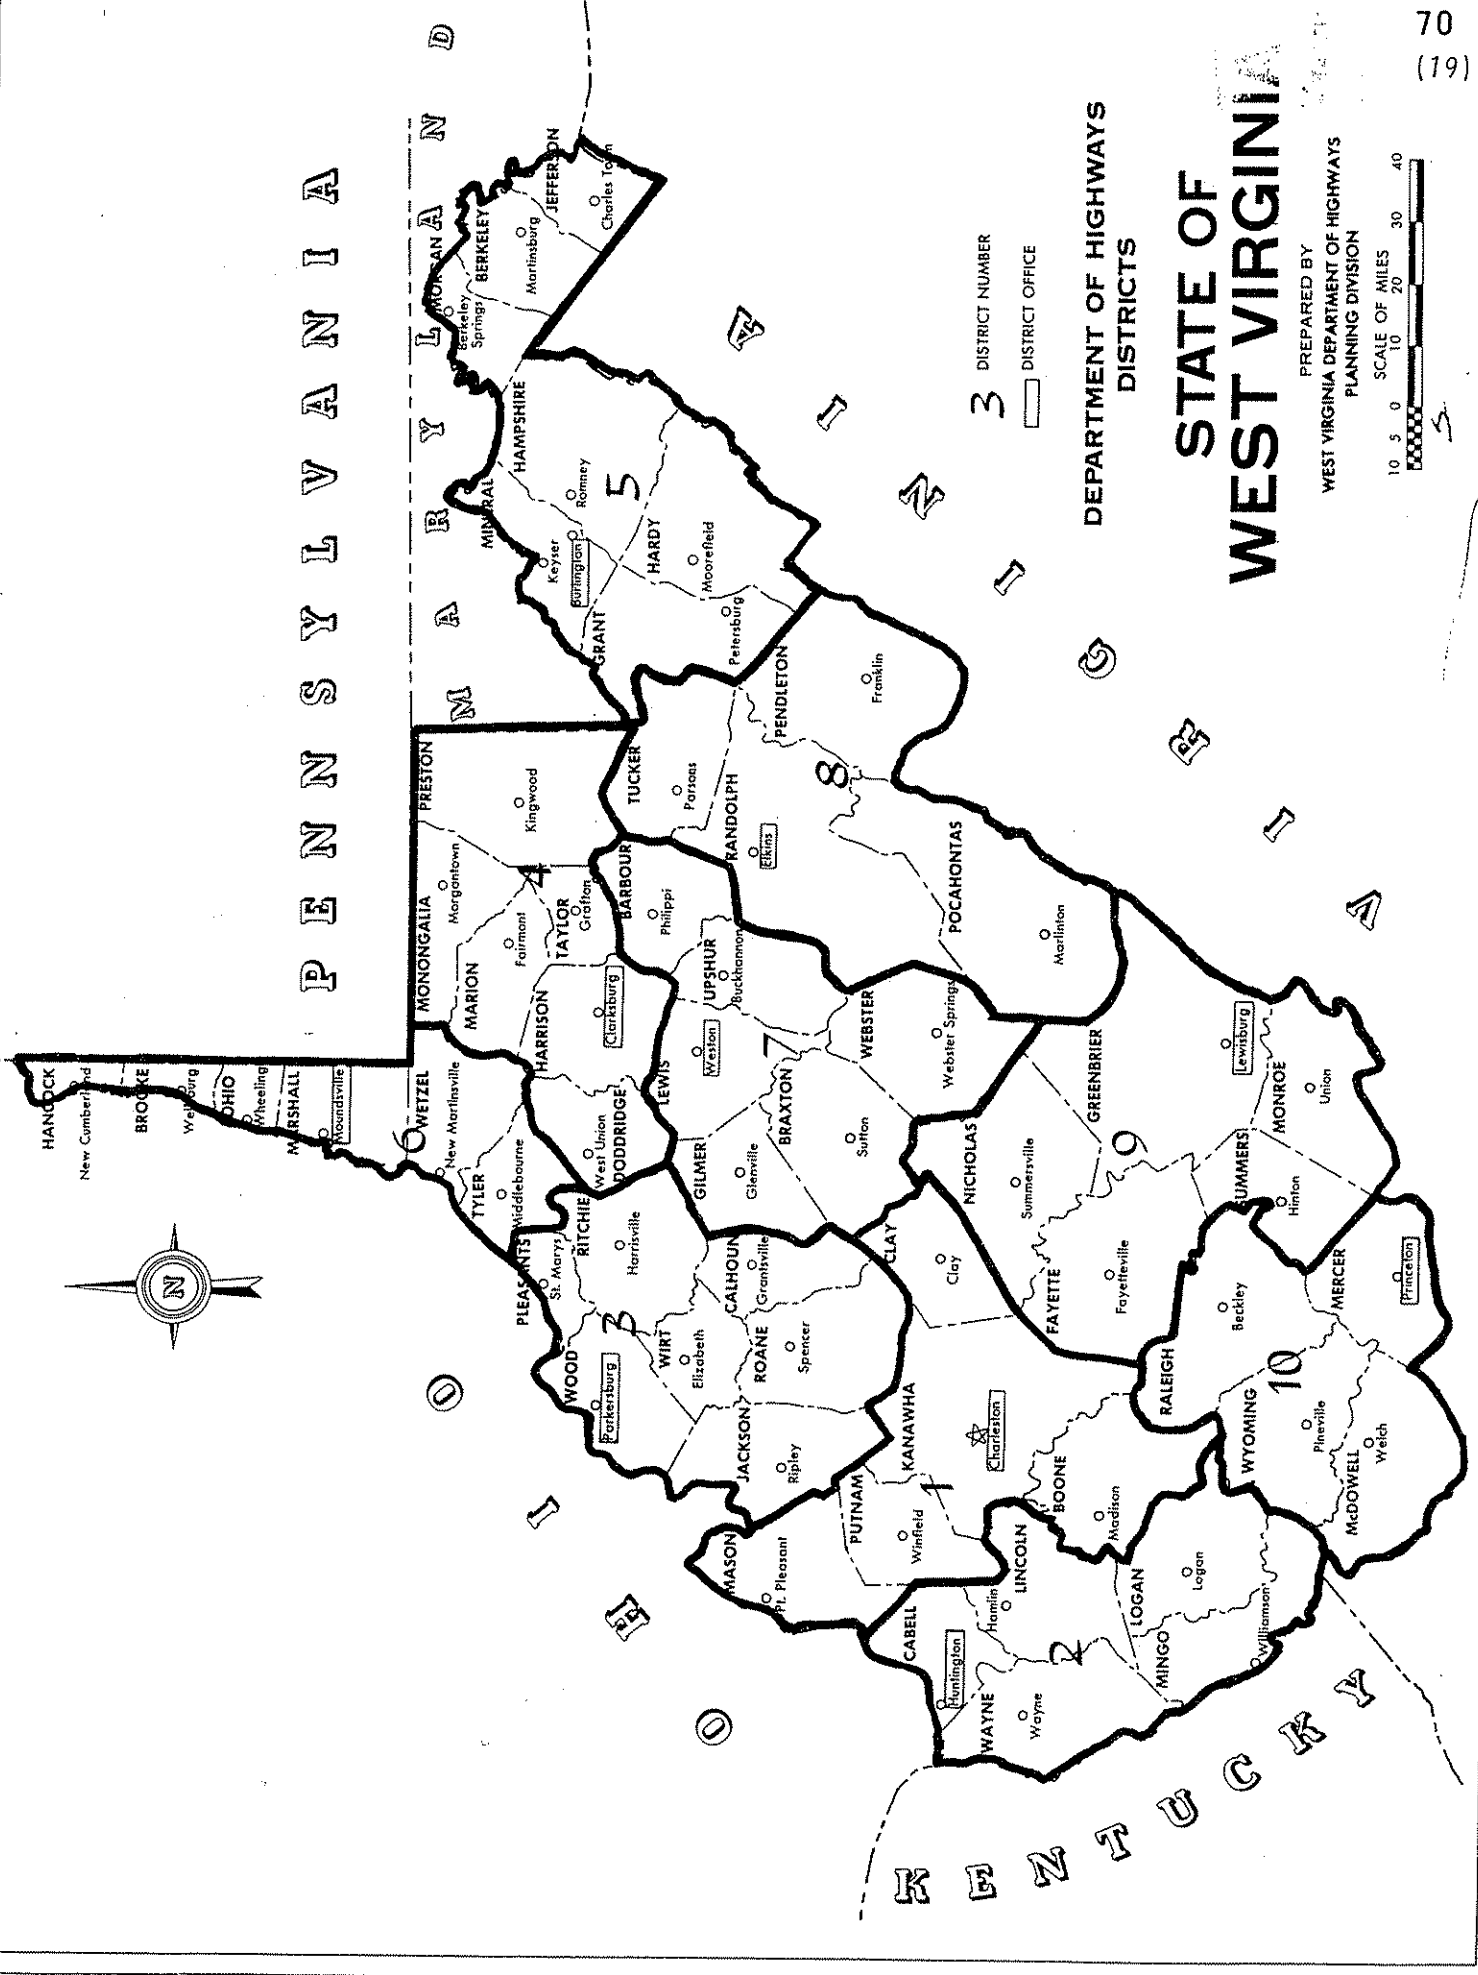 70
(19)
PENNSYLVANIA
MARYLAND
OHIO
KENTUCKY
VIRGINIA
N
HANCOCK
New Cumberland
BROOKE
Wellsburg
OHIO
Wheeling
MARSHALL
Moundsville
6
WETZEL
New Martinsville
TYLER
Middlebourne
PLEASANTS
St. Marys
RITCHIE
Harrisville
WOOD
Parkersburg
3
WIRT
Elizabeth
CALHOUN
Grantsville
ROANE
Spencer
JACKSON
Ripley
MONONGALIA
Morgantown
PRESTON
Kingwood
MARION
Fairmont
4
TAYLOR
Grafton
HARRISON
Clarksburg
DODDRIDGE
West Union
MORGAN
Berkeley
Springs
BERKELEY
Martinsburg
JEFFERSON
Charles Town
HAMPSHIRE
Romney
5
MINERAL
Keyser
Burlington
GRANT
Petersburg
HARDY
Moorefield
TUCKER
Parsons
RANDOLPH
Elkins
8
PENDLETON
Franklin
POCAHONTAS
Marlinton
BARBOUR
Philippi
UPSHUR
Buckhannon
LEWIS
Weston
7
GILMER
Glenville
BRAXTON
Sutton
WEBSTER
Webster Springs
MASON
Pt. Pleasant
PUTNAM
Winfield
1
KANAWHA
Charleston
CLAY
Clay
BOONE
Madison
CABELL
Huntington
WAYNE
Wayne
2
LINCOLN
Hamlin
LOGAN
Logan
MINGO
Williamson
NICHOLAS
Summersville
FAYETTE
Fayetteville
9
GREENBRIER
Lewisburg
SUMMERS
Hinton
MONROE
Union
RALEIGH
Beckley
WYOMING
Pineville
10
McDOWELL
Welch
MERCER
Princeton
3 DISTRICT NUMBER
DISTRICT OFFICE
DEPARTMENT OF HIGHWAYS
DISTRICTS
STATE OF
WEST VIRGINIA
PREPARED BY
WEST VIRGINIA DEPARTMENT OF HIGHWAYS
PLANNING DIVISION
SCALE OF MILES
10 5 0 10 20 30 40
5